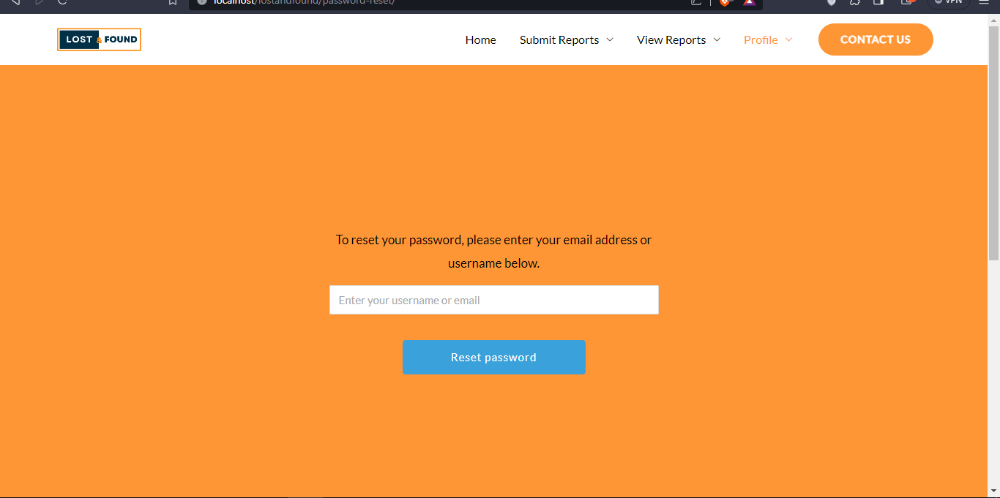 localhost/lostandfound/password-reset/
VPN
LOST & FOUND
Home
Submit Reports
View Reports
Profile
CONTACT US
To reset your password, please enter your email address or
username below.
Enter your username or email
Reset password